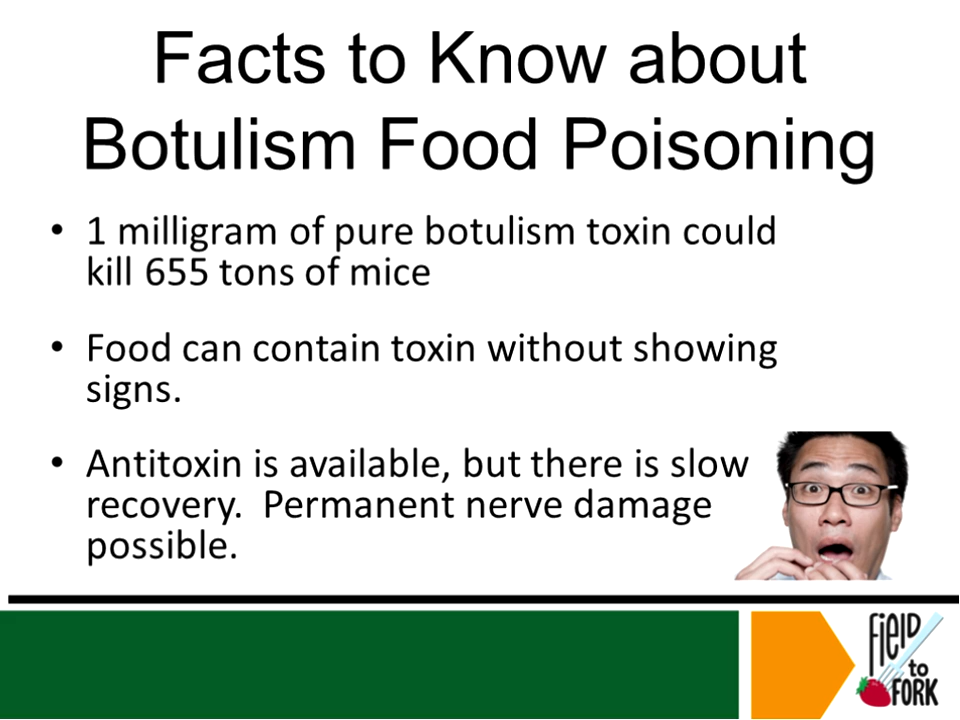 Facts to Know about
Botulism Food Poisoning
• 1 milligram of pure botulism toxin could
kill 655 tons of mice
• Food can contain toxin without showing
signs.
• Antitoxin is available, but there is slow
recovery.  Permanent nerve damage
possible.
FiElD
to
FORK